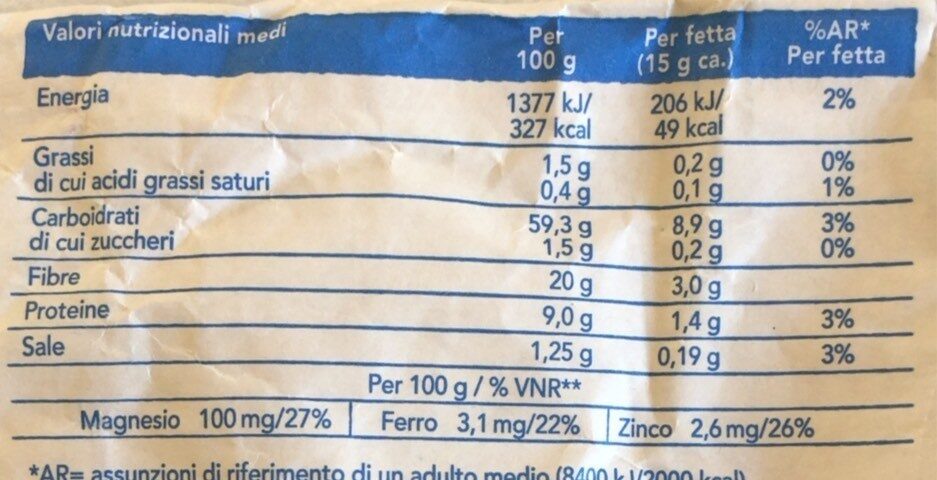 Valori nutrizionali medi Per 100 g Per fetta (15 g ca.) %AR* Per fetta
Energia 1377 kJ/ 327 kcal 206 kJ/ 49 kcal 2%
Grassi 1,5 g 0,2 g 0%
di cui acidi grassi saturi 0,4 g 0,1 g 1%
Carboidrati 59,3 g 8,9 g 3%
di cui zuccheri 1,5 g 0,2 g 0%
Fibre 20 g 3,0 g
Proteine 9,0 g 1,4 g 3%
Sale 1,25 g 0,19 g 3%
Per 100 g / % VNR**
Magnesio 100 mg/27% Ferro 3,1 mg/22% Zinco 2,6 mg/26%
*AR= assunzioni di riferimento di un adulto medio (8400 kJ/2000 kcal)